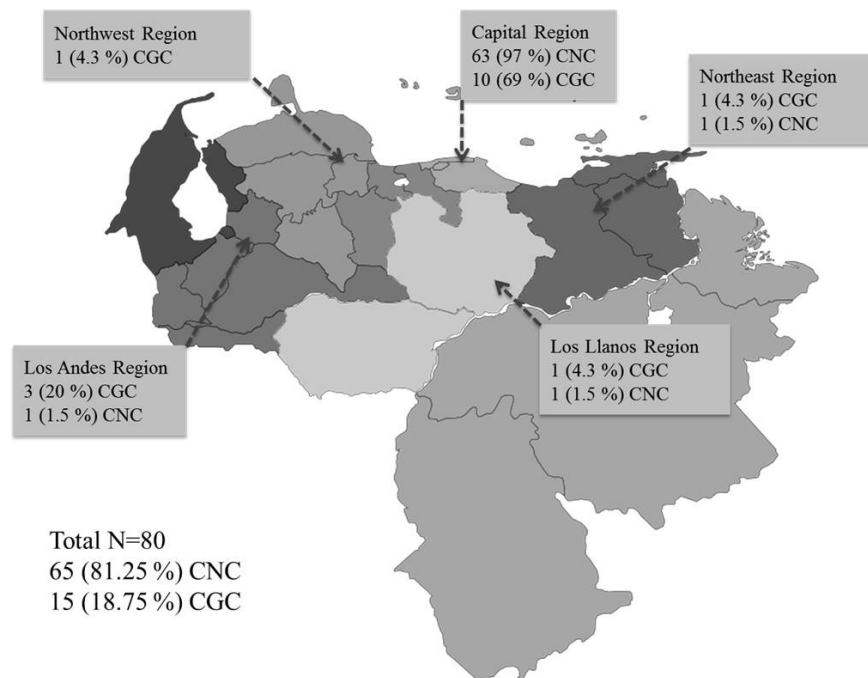 Northwest Region
1 (4.3 %) CGC
Capital Region
63 (97 %) CNC
10 (69 %) CGC
Northeast Region
1 (4.3 %) CGC
1 (1.5 %) CNC
Los Andes Region
3 (20 %) CGC
1 (1.5 %) CNC
Los Llanos Region
1 (4.3 %) CGC
1 (1.5 %) CNC
Total N=80
65 (81.25 %) CNC
15 (18.75 %) CGC